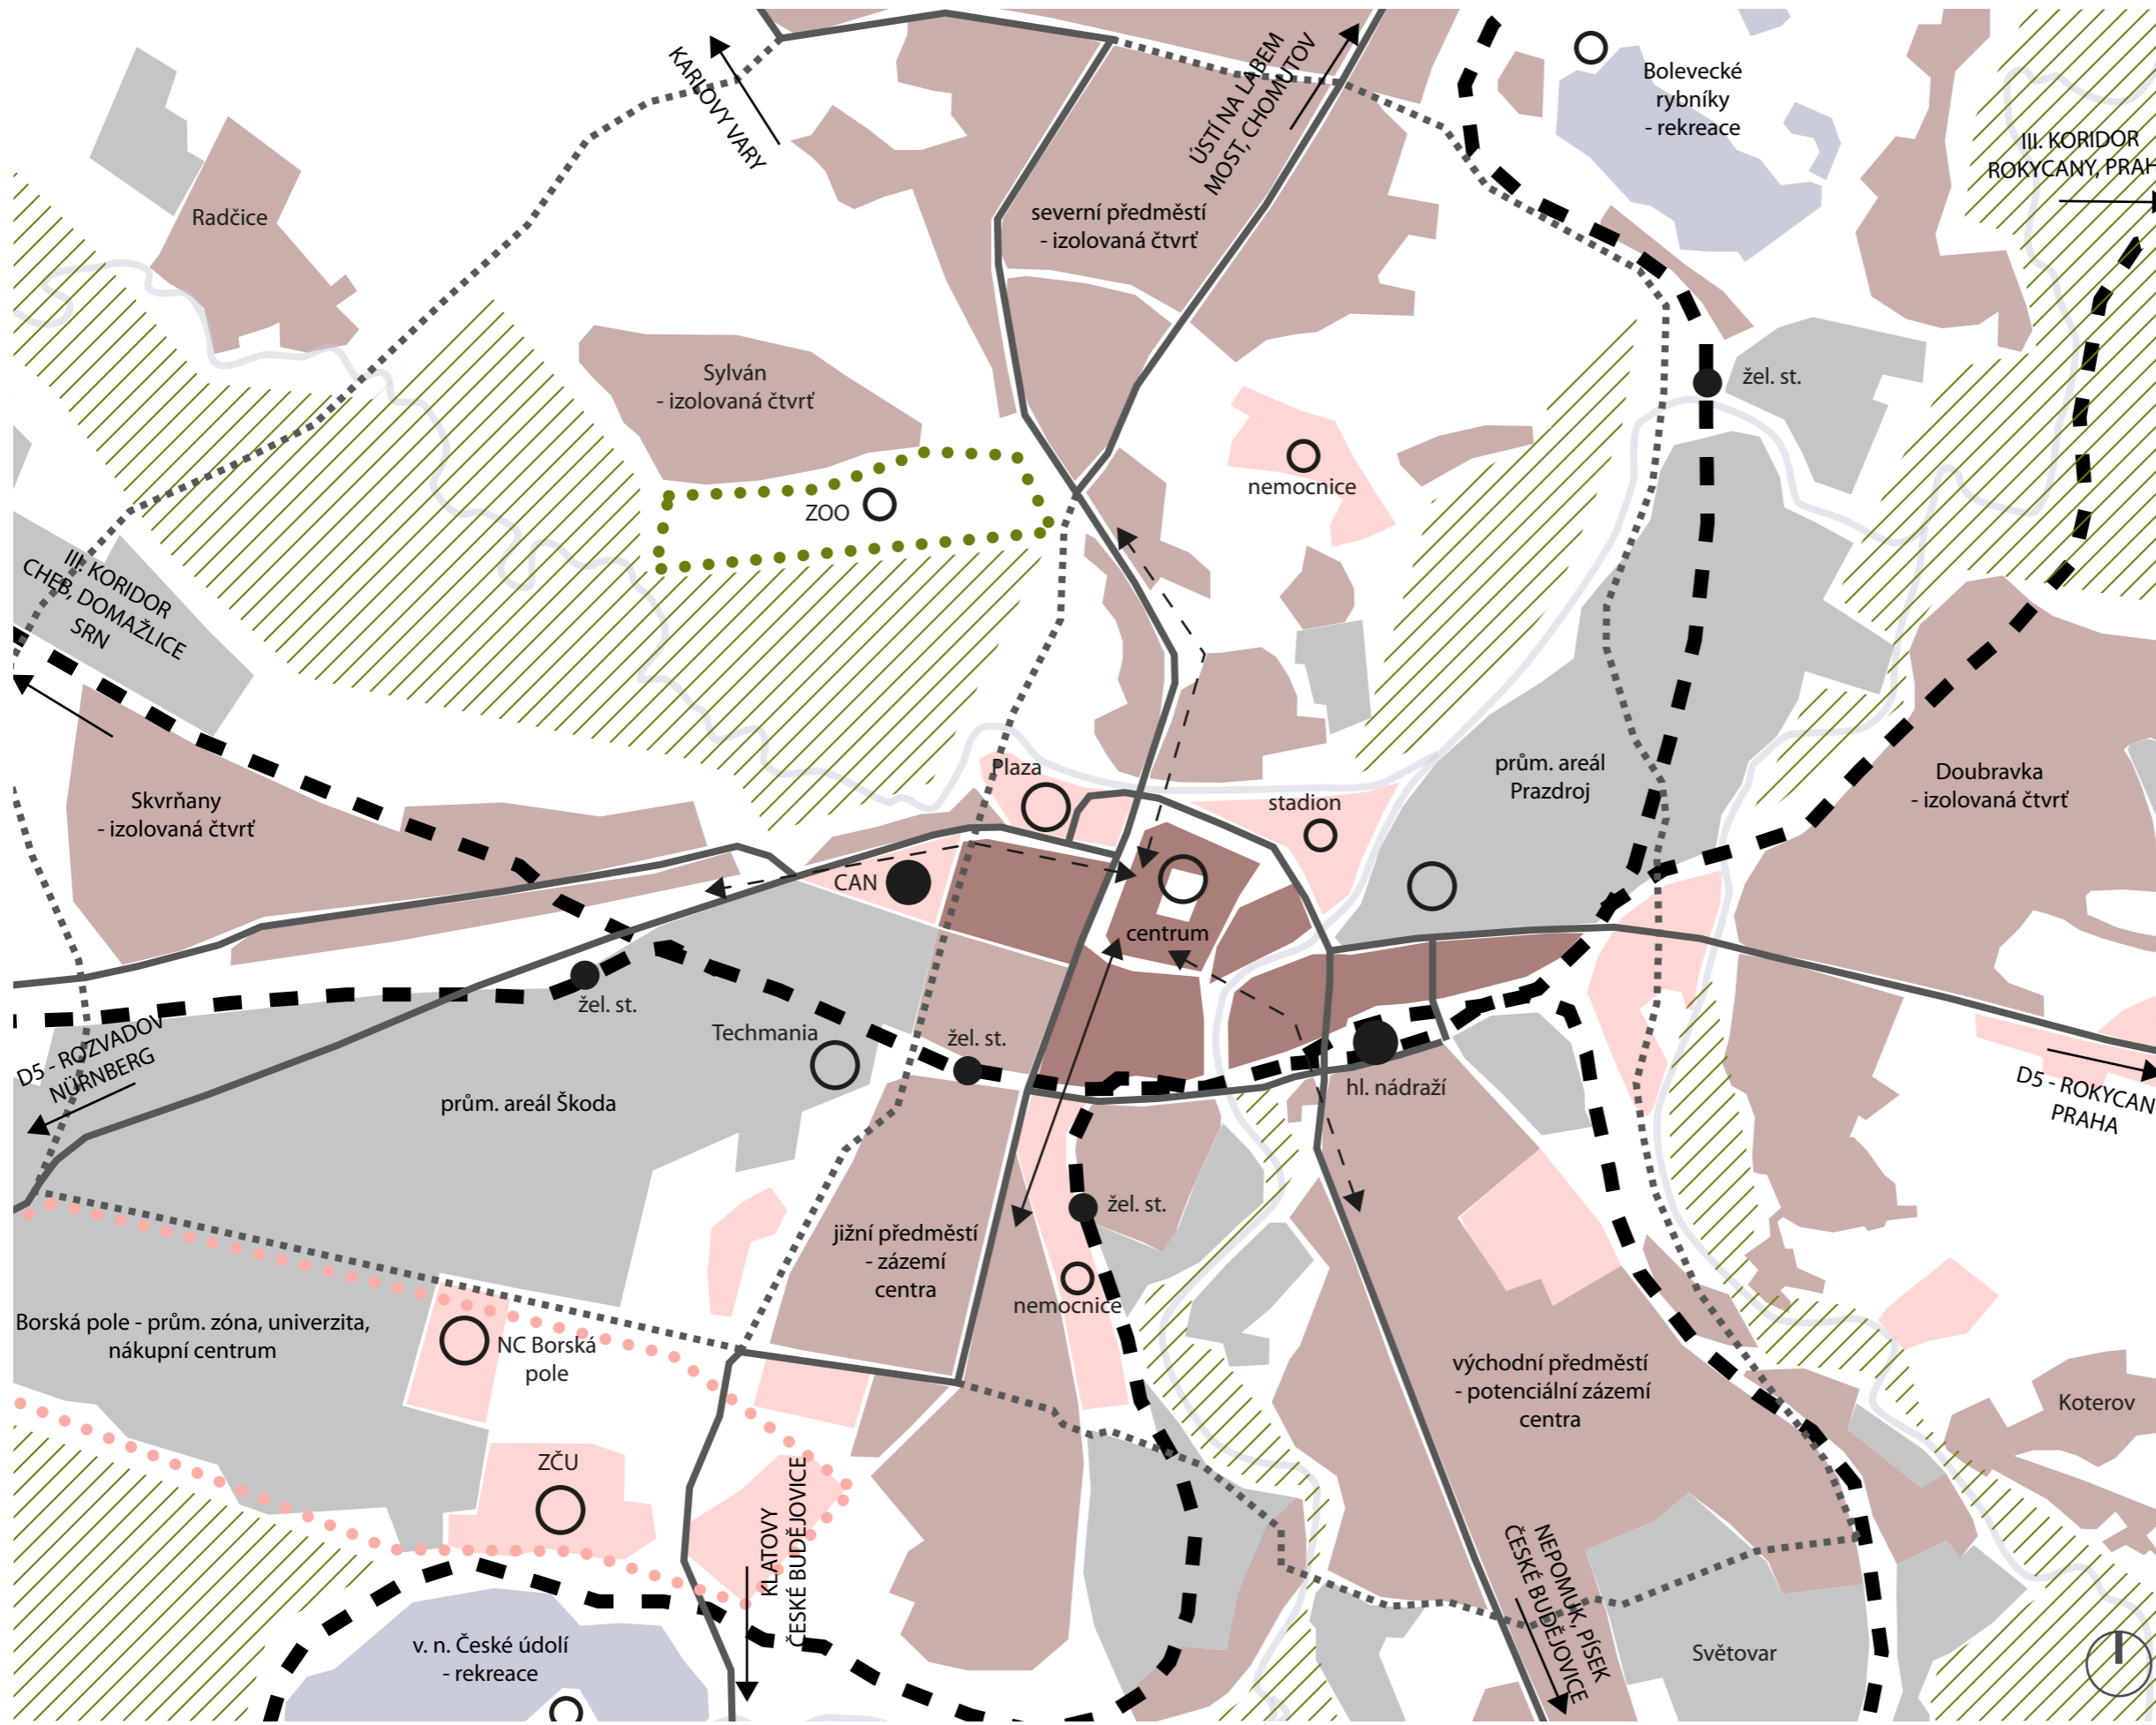 KARLOVY VARY
ÚSTÍ NAD LABEM
MOST, CHOMUTOV
Bolevecké
rybníky
- rekreace
III. KORIDOR
ROKYCANY, PRAH
Radčice
severní předměstí
- izolovaná čtvrť
Sylván
- izolovaná čtvrť
žel. st.
ZOO
nemocnice
III. KORIDOR
CHEB, DOMAŽLICE
SRN
Plaza
stadion
prům. areál
Prazdroj
Doubravka
- izolovaná čtvrť
Skvrňany
- izolovaná čtvrť
CAN
centrum
žel. st.
Techmania
žel. st.
hl. nádraží
D5 - ROZVADOV
NÜRNBERG
prům. areál Škoda
D5 - ROKYCAN
PRAHA
žel. st.
jižní předměstí
- zázemí
centra
nemocnice
Borská pole - prům. zóna, univerzita,
nákupní centrum
NC Borská
pole
východní předměstí
- potenciální zázemí
centra
Koterov
ZČU
KLATOVY
ČESKÉ BUDĚJOVICE
NEPOMUK, PÍSEK
ČESKÉ BUDĚJOVICE
v. n. České údolí
- rekreace
Světovar